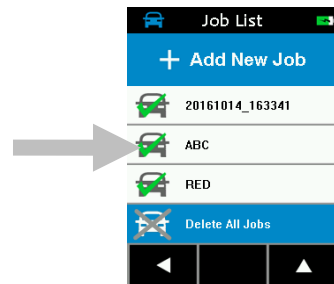 Job List
+ Add New Job
20161014_163341
ABC
RED
Delete All Jobs